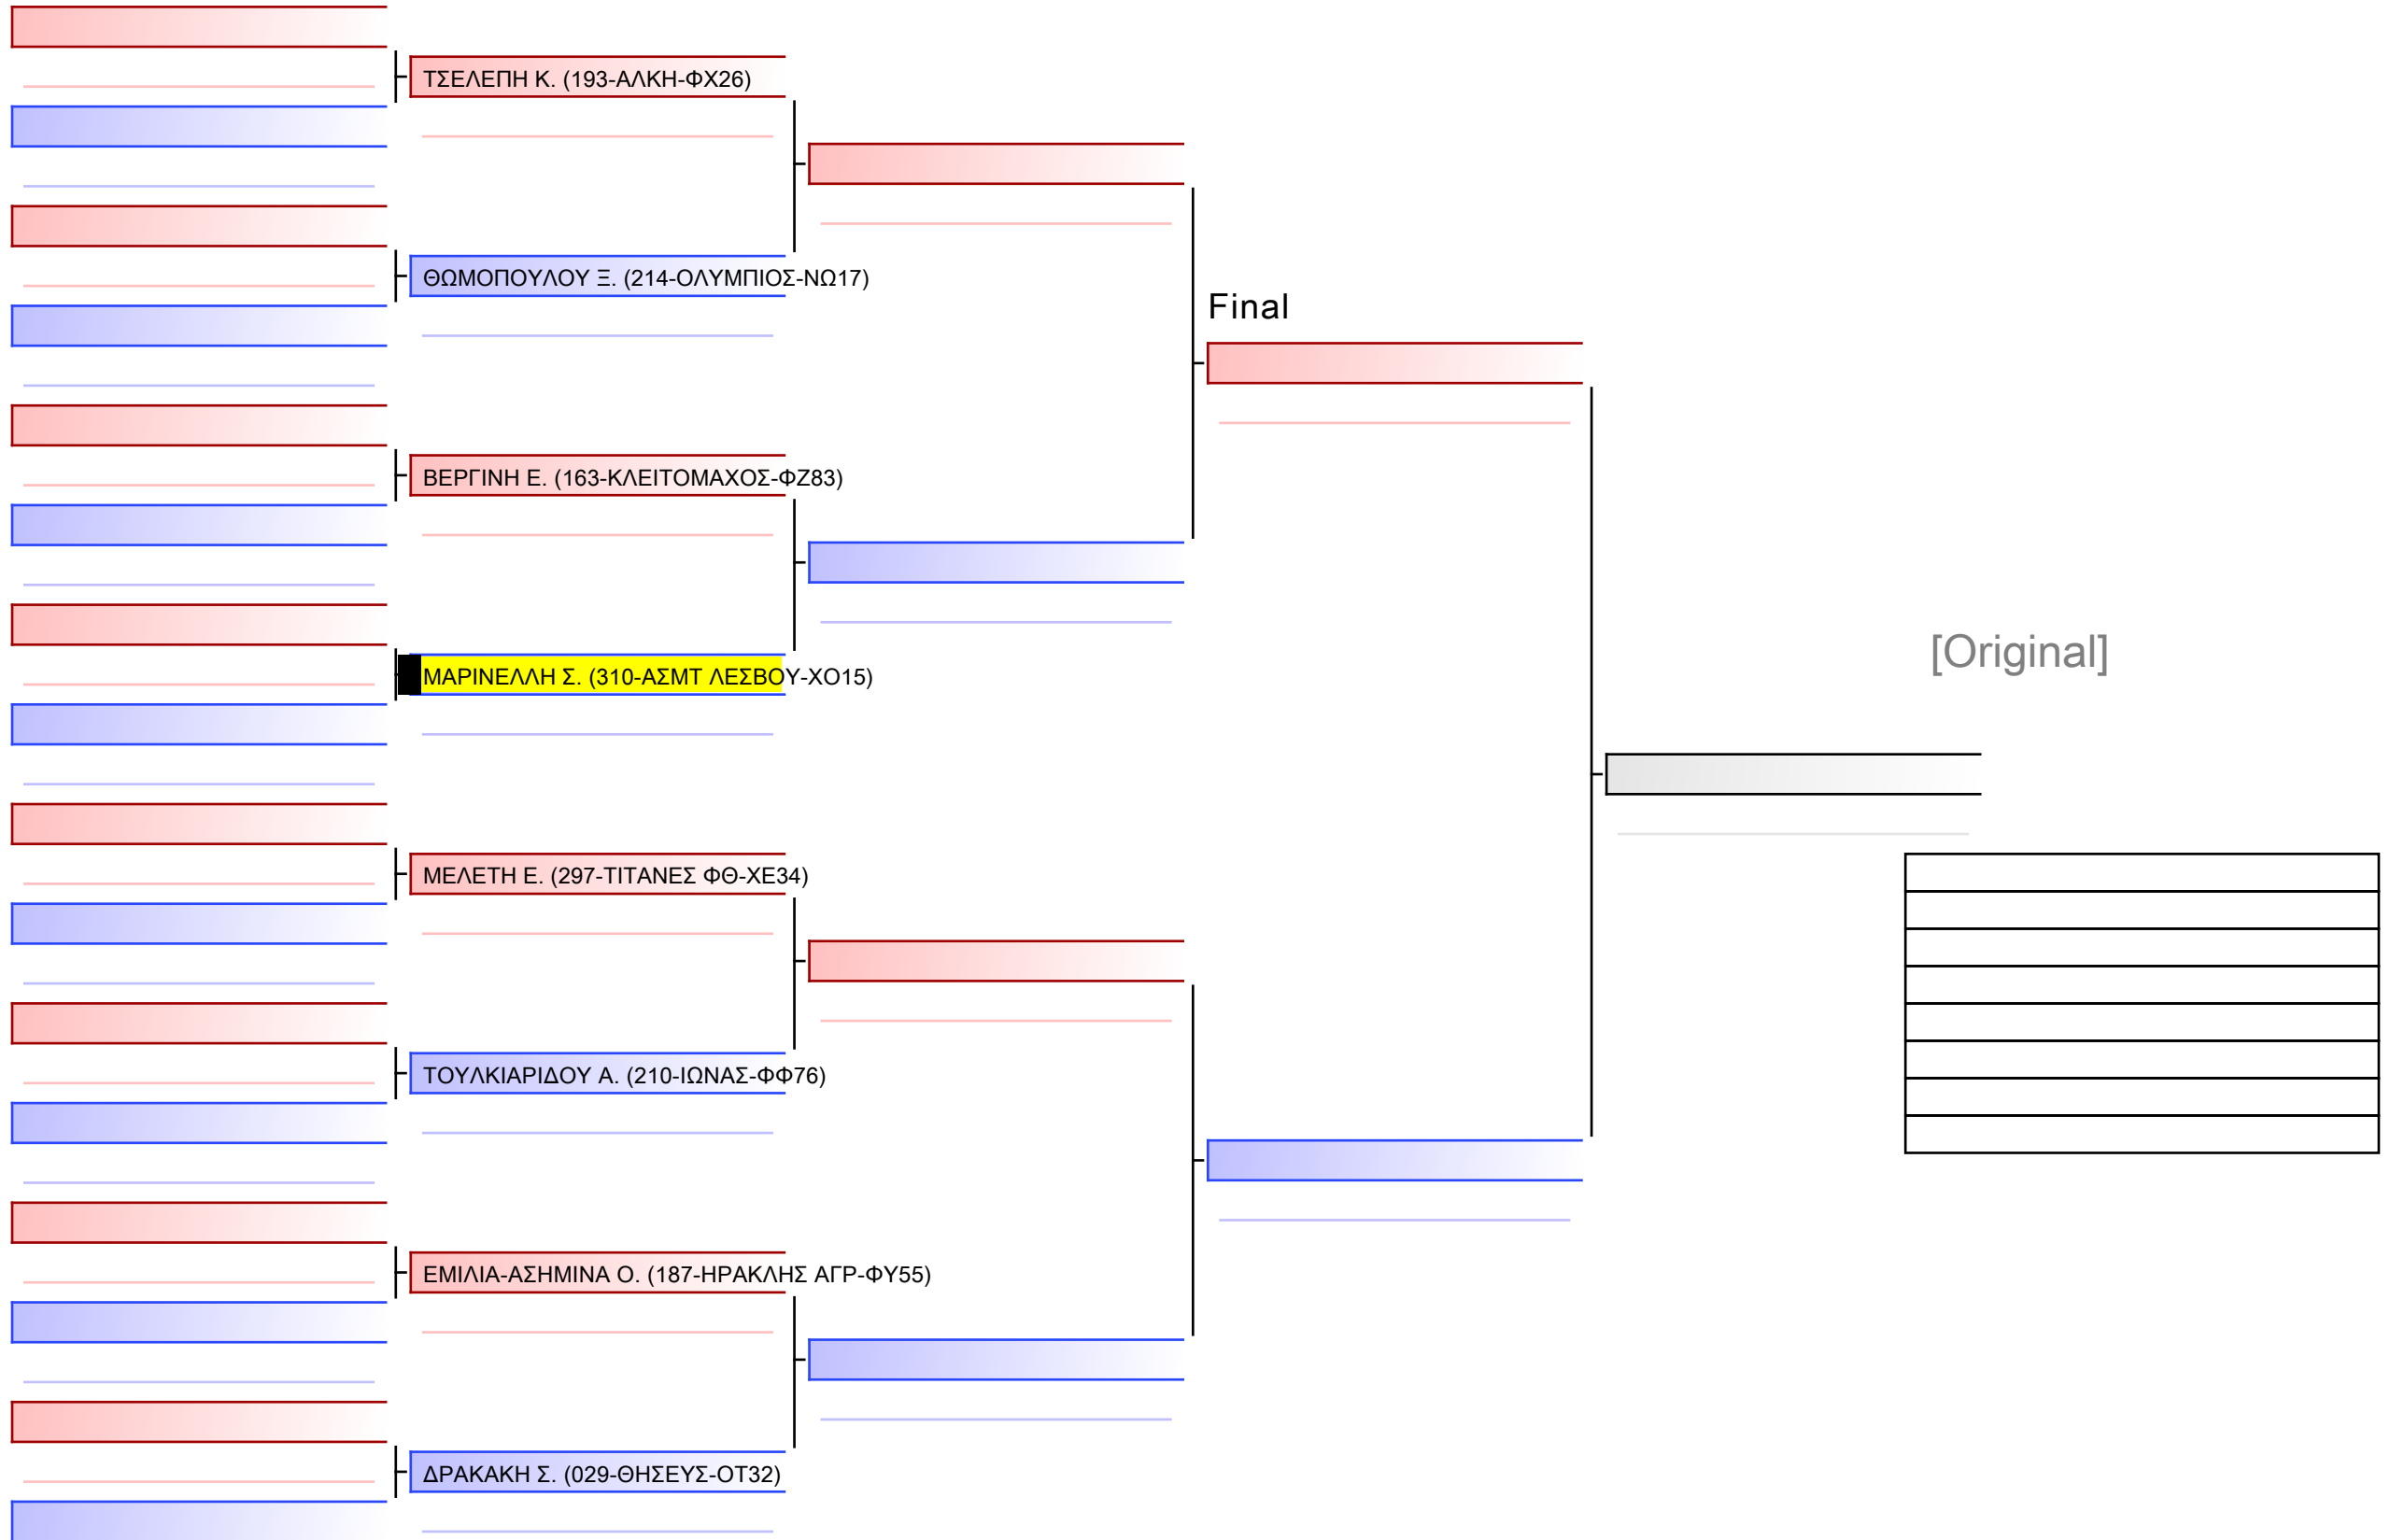 ΤΣΕΛΕΠΗ Κ. (193-ΑΛΚΗ-ΦΧ26)
ΘΩΜΟΠΟΥΛΟΥ Ξ. (214-ΟΛΥΜΠΙΟΣ-ΝΩ17)
Final
ΒΕΡΓΙΝΗ Ε. (163-ΚΛΕΙΤΟΜΑΧΟΣ-ΦΖ83)
[Original]
ΜΑΡΙΝΕΛΛΗ Σ. (310-ΑΣΜΤ ΛΕΣΒΟΥ-ΧΟ15)
ΜΕΛΕΤΗ Ε. (297-ΤΙΤΑΝΕΣ ΦΘ-ΧΕ34)
ΤΟΥΛΚΙΑΡΙΔΟΥ Α. (210-ΙΩΝΑΣ-ΦΦ76)
ΕΜΙΛΙΑ-ΑΣΗΜΙΝΑ Ο. (187-ΗΡΑΚΛΗΣ ΑΓΡ-ΦΥ55)
ΔΡΑΚΑΚΗ Σ. (029-ΘΗΣΕΥΣ-ΟΤ32)